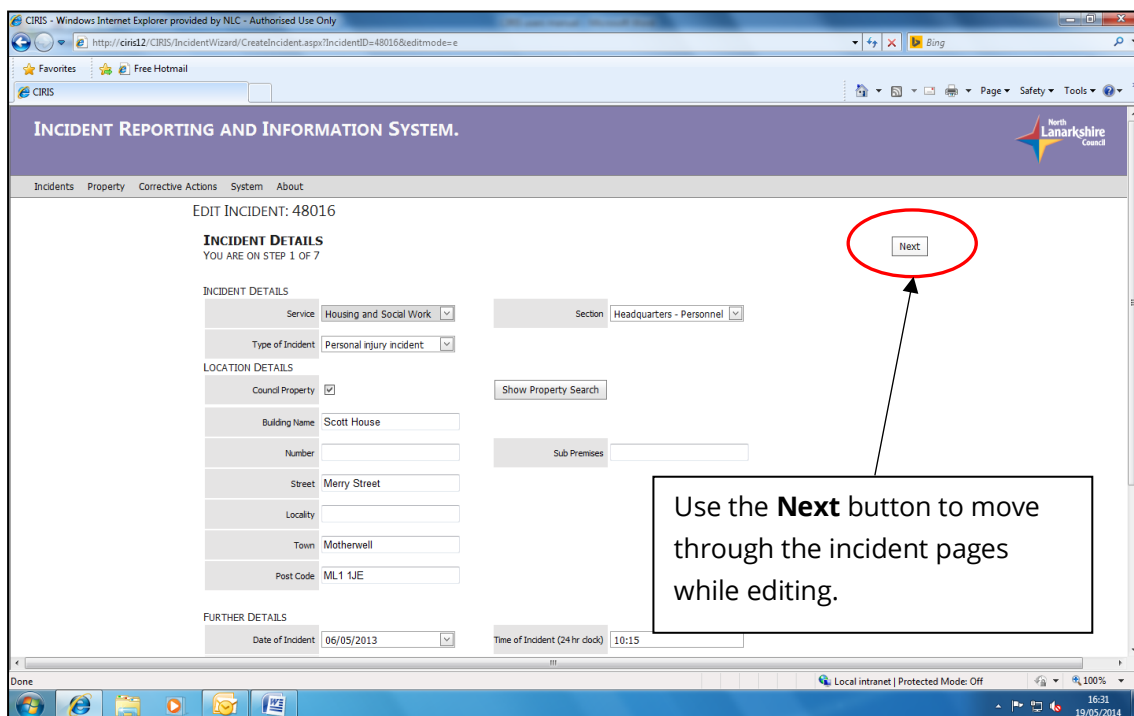 CIRIS - Windows Internet Explorer provided by NLC - Authorised Use Only
http://ciris12/CIRIS/IncidentWizard/CreateIncident.aspx?IncidentID=48016&editmode=e
Bing
Favorites Free Hotmail
CIRIS
Page Safety Tools
INCIDENT REPORTING AND INFORMATION SYSTEM.
North
Lanarkshire
Council
Incidents Property Corrective Actions System About
EDIT INCIDENT: 48016
INCIDENT DETAILS
YOU ARE ON STEP 1 OF 7
Next
INCIDENT DETAILS
Service Housing and Social Work Section Headquarters - Personnel
Type of Incident Personal injury incident
LOCATION DETAILS
Council Property Show Property Search
Building Name Scott House
Number Sub Premises
Street Merry Street
Locality
Town Motherwell
Post Code ML1 1JE
Use the Next button to move
through the incident pages
while editing.
FURTHER DETAILS
Date of Incident 06/05/2013 Time of Incident (24 hr clock) 10:15
Done Local intranet | Protected Mode: Off 100%
16:31
19/05/2014